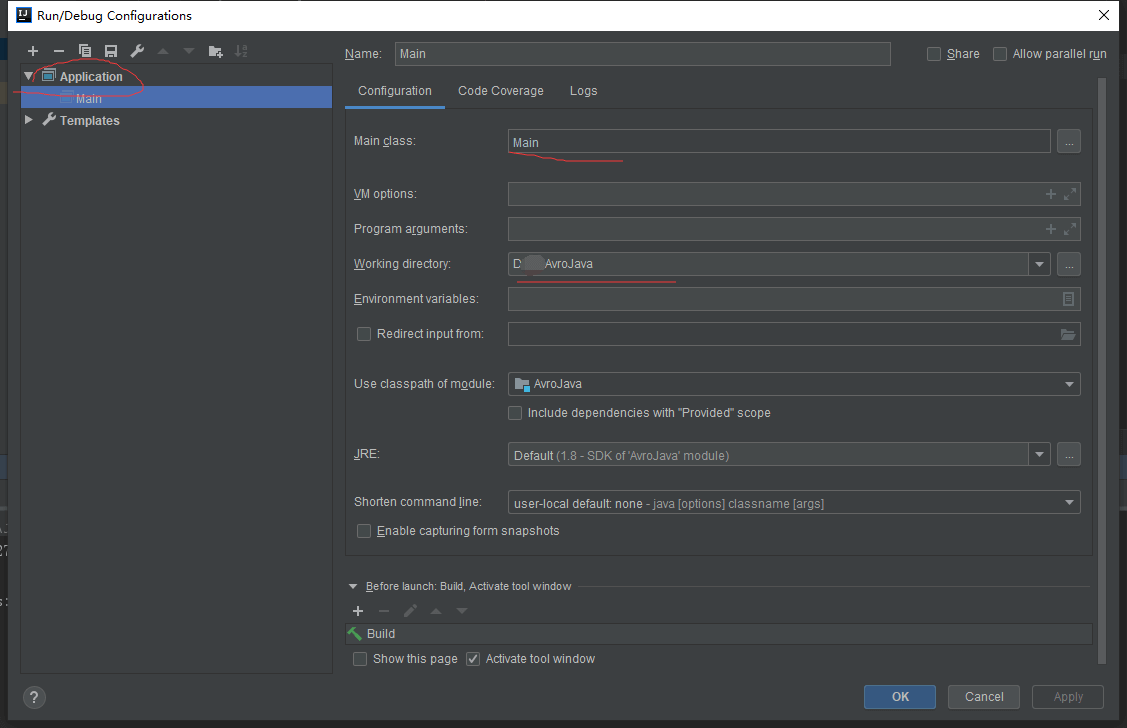 Run/Debug Configurations
Name: Main Share Allow parallel run
Application
Main
Templates
Configuration Code Coverage Logs
Main class: Main ...
VM options:
Program arguments:
Working directory: D AvroJava ...
Environment variables:
Redirect input from:
Use classpath of module: AvroJava
Include dependencies with "Provided" scope
JRE: Default (1.8 - SDK of 'AvroJava' module) ...
Shorten command line: user-local default: none - java [options] classname [args]
Enable capturing form snapshots
Before launch: Build, Activate tool window
Build
Show this page Activate tool window
? OK Cancel Apply